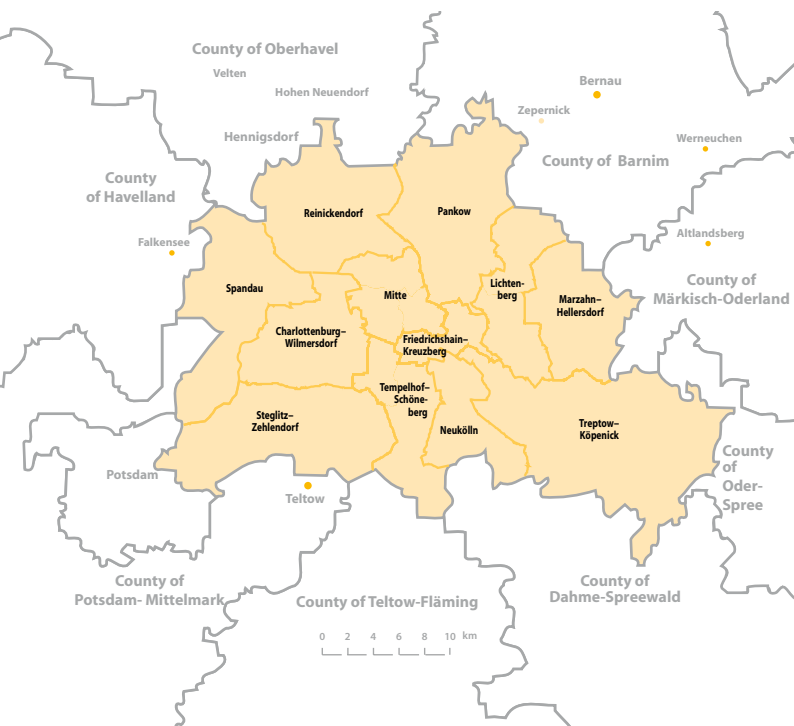 County of Oberhavel
Velten
Hohen Neuendorf
Bernau
Zepernick
Hennigsdorf
Werneuchen
County of Barnim
County
of Havelland
Reinickendorf
Pankow
Falkensee
Altlandsberg
Spandau
Lichten-
berg
Mitte
Marzahn–
Hellersdorf
County of
Märkisch-Oderland
Charlottenburg–
Wilmersdorf
Friedrichshain–
Kreuzberg
Tempelhof–
Schöne-
berg
Steglitz–
Zehlendorf
Neukölln
Treptow–
Köpenick
County
of
Oder-
Spree
Potsdam
Teltow
County of
Potsdam- Mittelmark
County of Teltow-Fläming
County of
Dahme-Spreewald
0 2 4 6 8 10 km